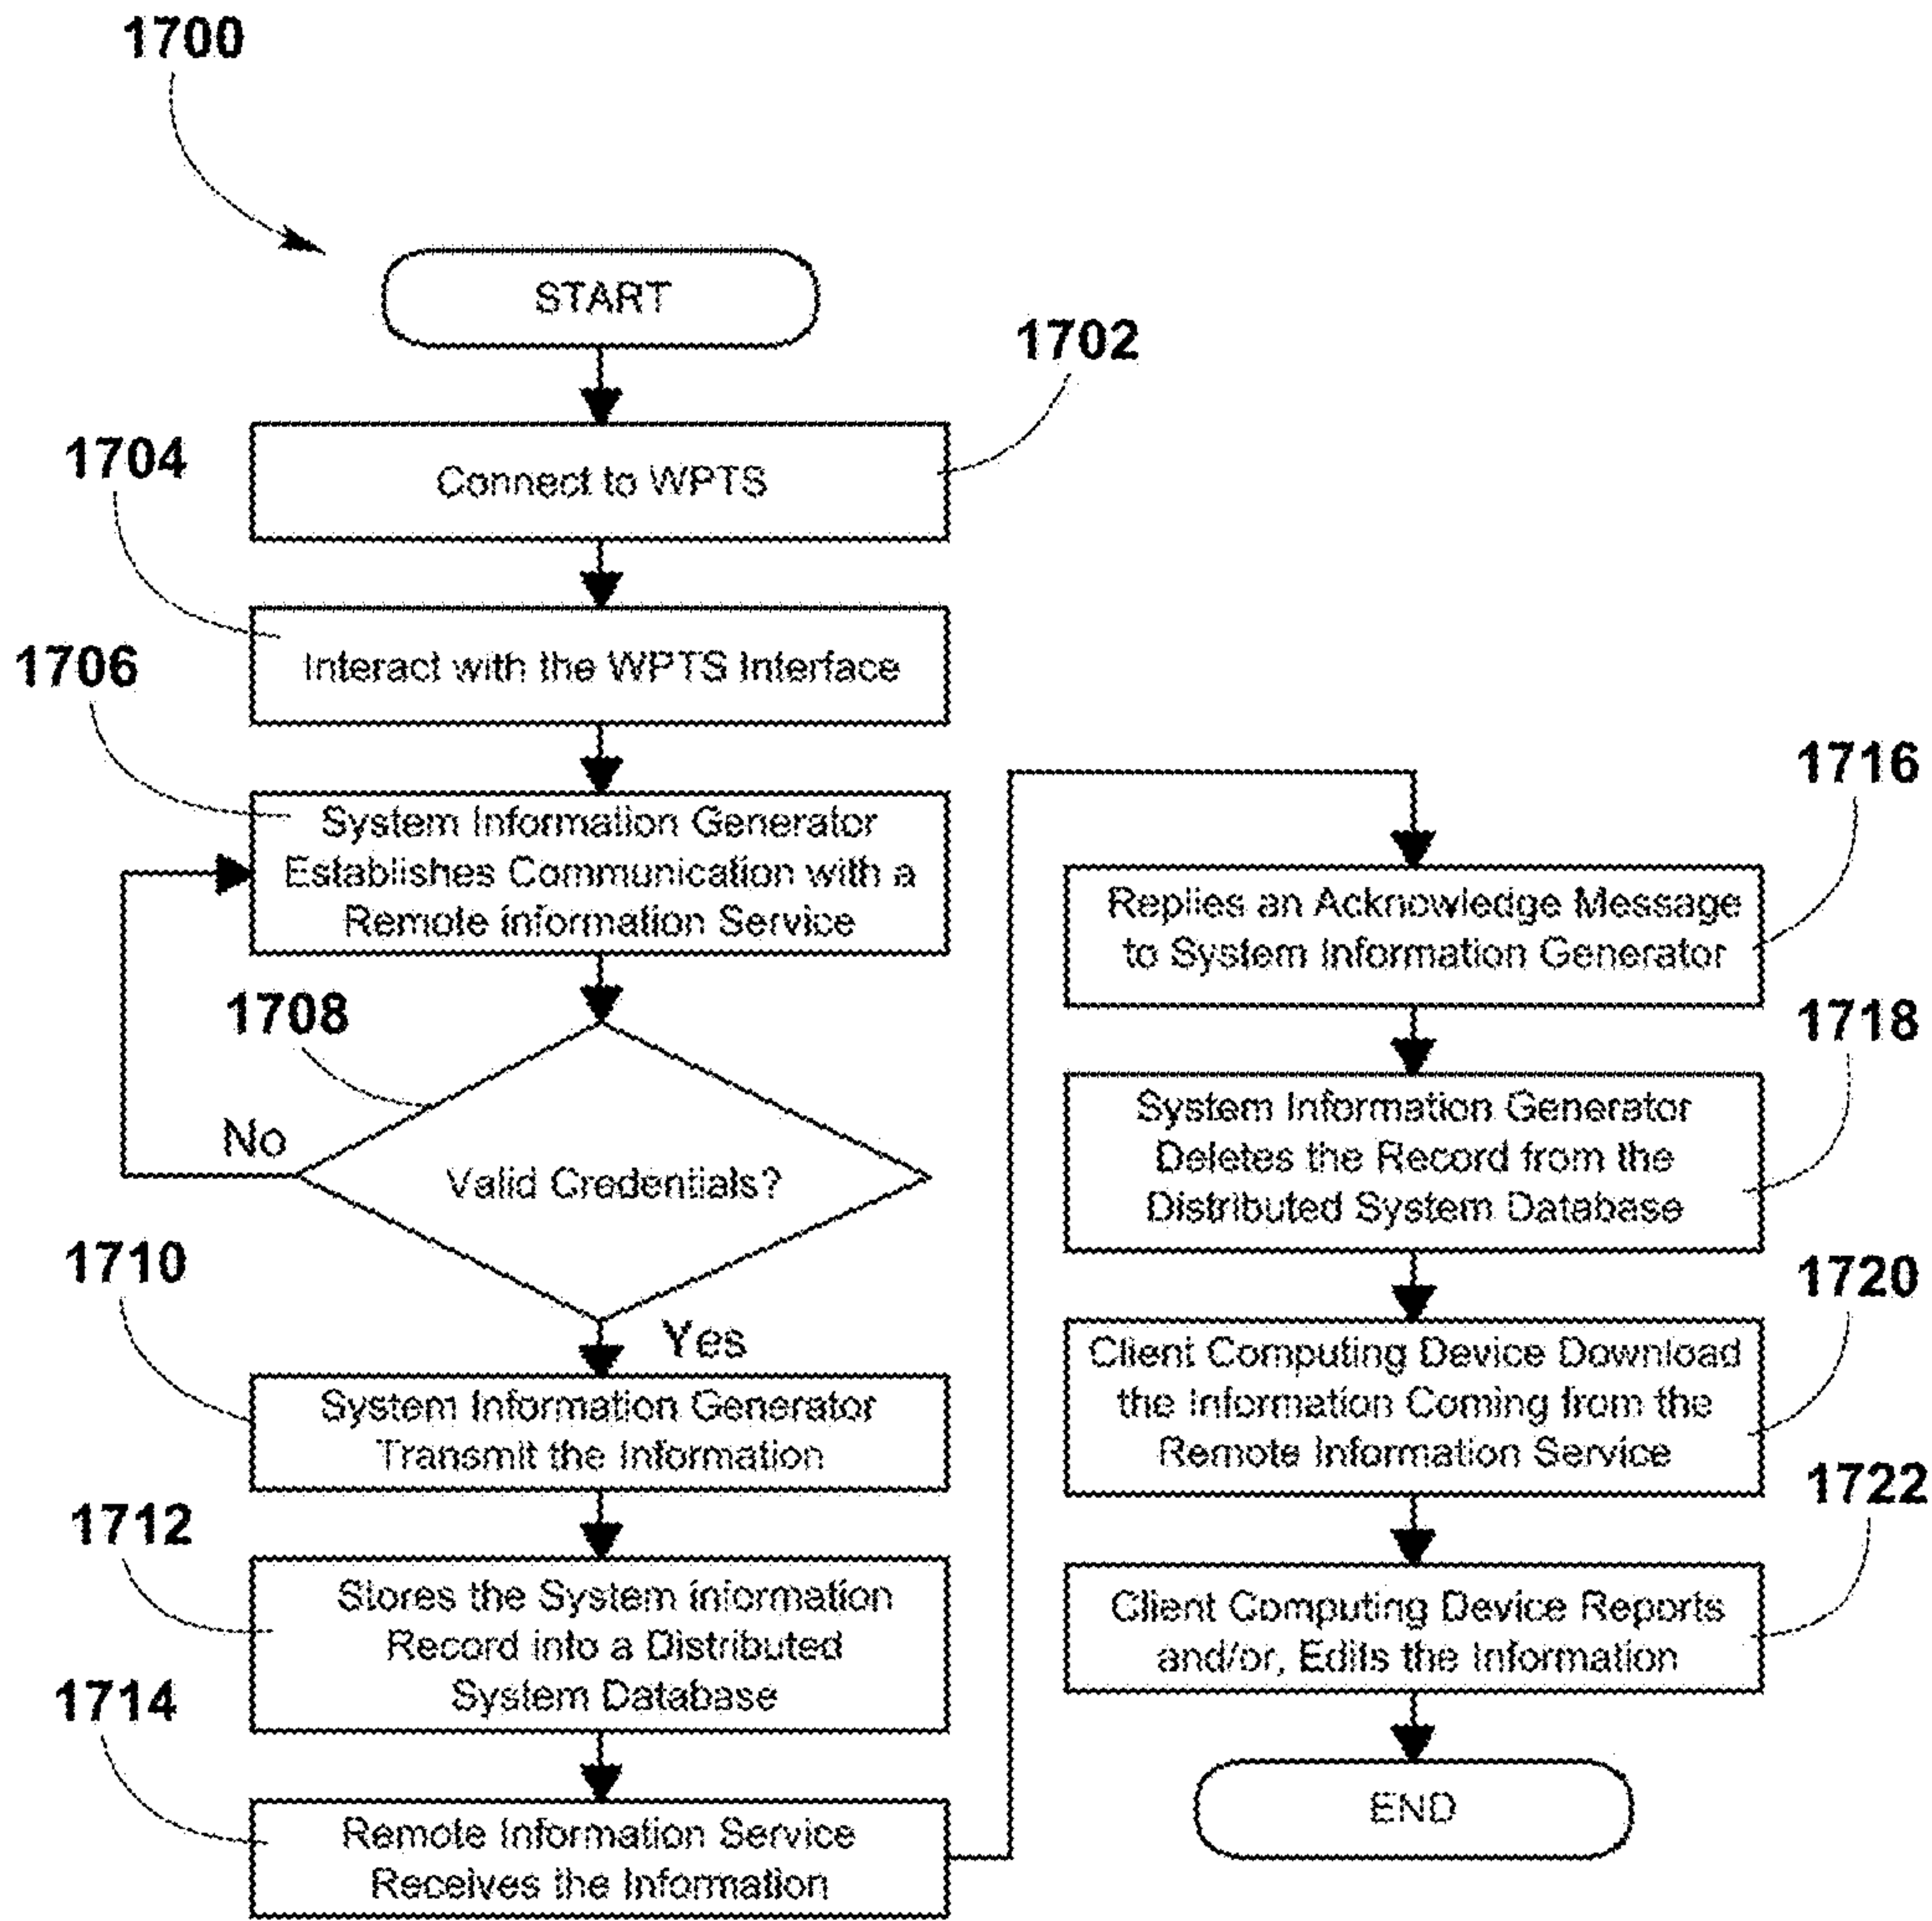 1700
START
1702
Connect to WPTS
1704
Interact with the WPTS Interface
1706
System Information Generator
Establishes Communication with a
Remote Information Service
1708
Valid Credentials?
No
Yes
1710
System Information Generator
Transmit the Information
1712
Stores the System Information
Record into a Distributed
System Database
1714
Remote Information Service
Receives the Information
1716
Replies an Acknowledge Message
to System Information Generator
1718
System Information Generator
Deletes the Record from the
Distributed System Database
1720
Client Computing Device Download
the Information Coming from the
Remote Information Service
1722
Client Computing Device Reports
and/or, Edits the Information
END